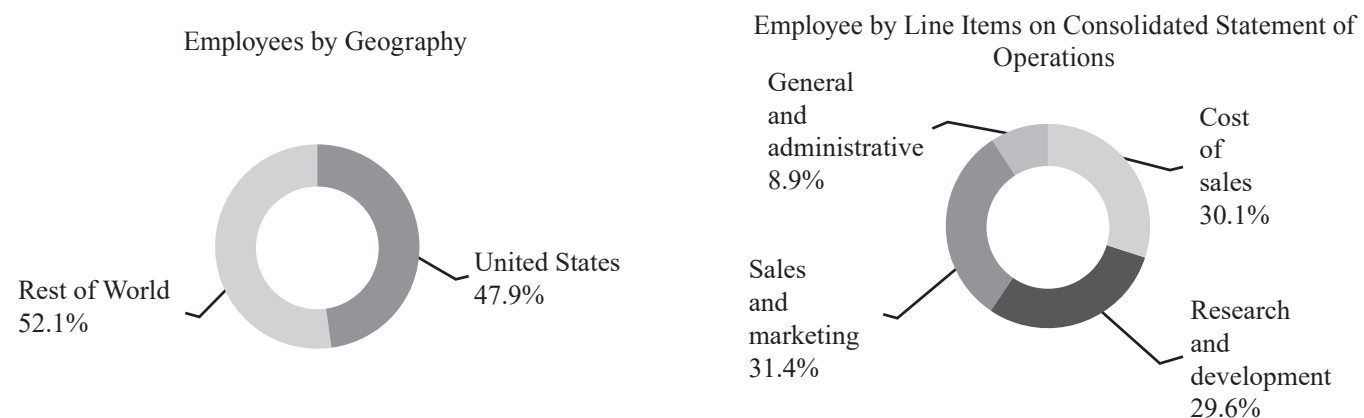 Employees by Geography
Rest of World
52.1%
United States
47.9%
Employee by Line Items on Consolidated Statement of
Operations
General
and
administrative
8.9%
Cost
of
sales
30.1%
Sales
and
marketing
31.4%
Research
and
development
29.6%